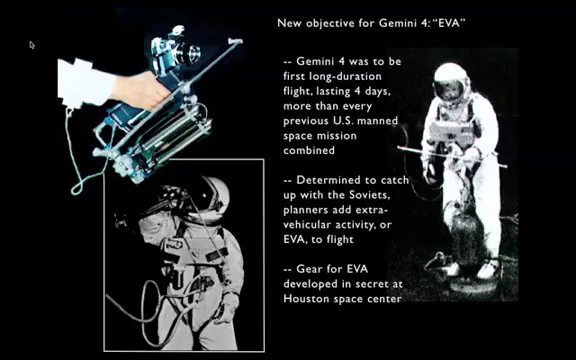 New objective for Gemini 4: “EVA”
-- Gemini 4 was to be
first long-duration
flight, lasting 4 days,
more than every
previous U.S. manned
space mission
combined
-- Determined to catch
up with the Soviets,
planners add extra-
vehicular activity, or
EVA, to flight
-- Gear for EVA
developed in secret at
Houston space center